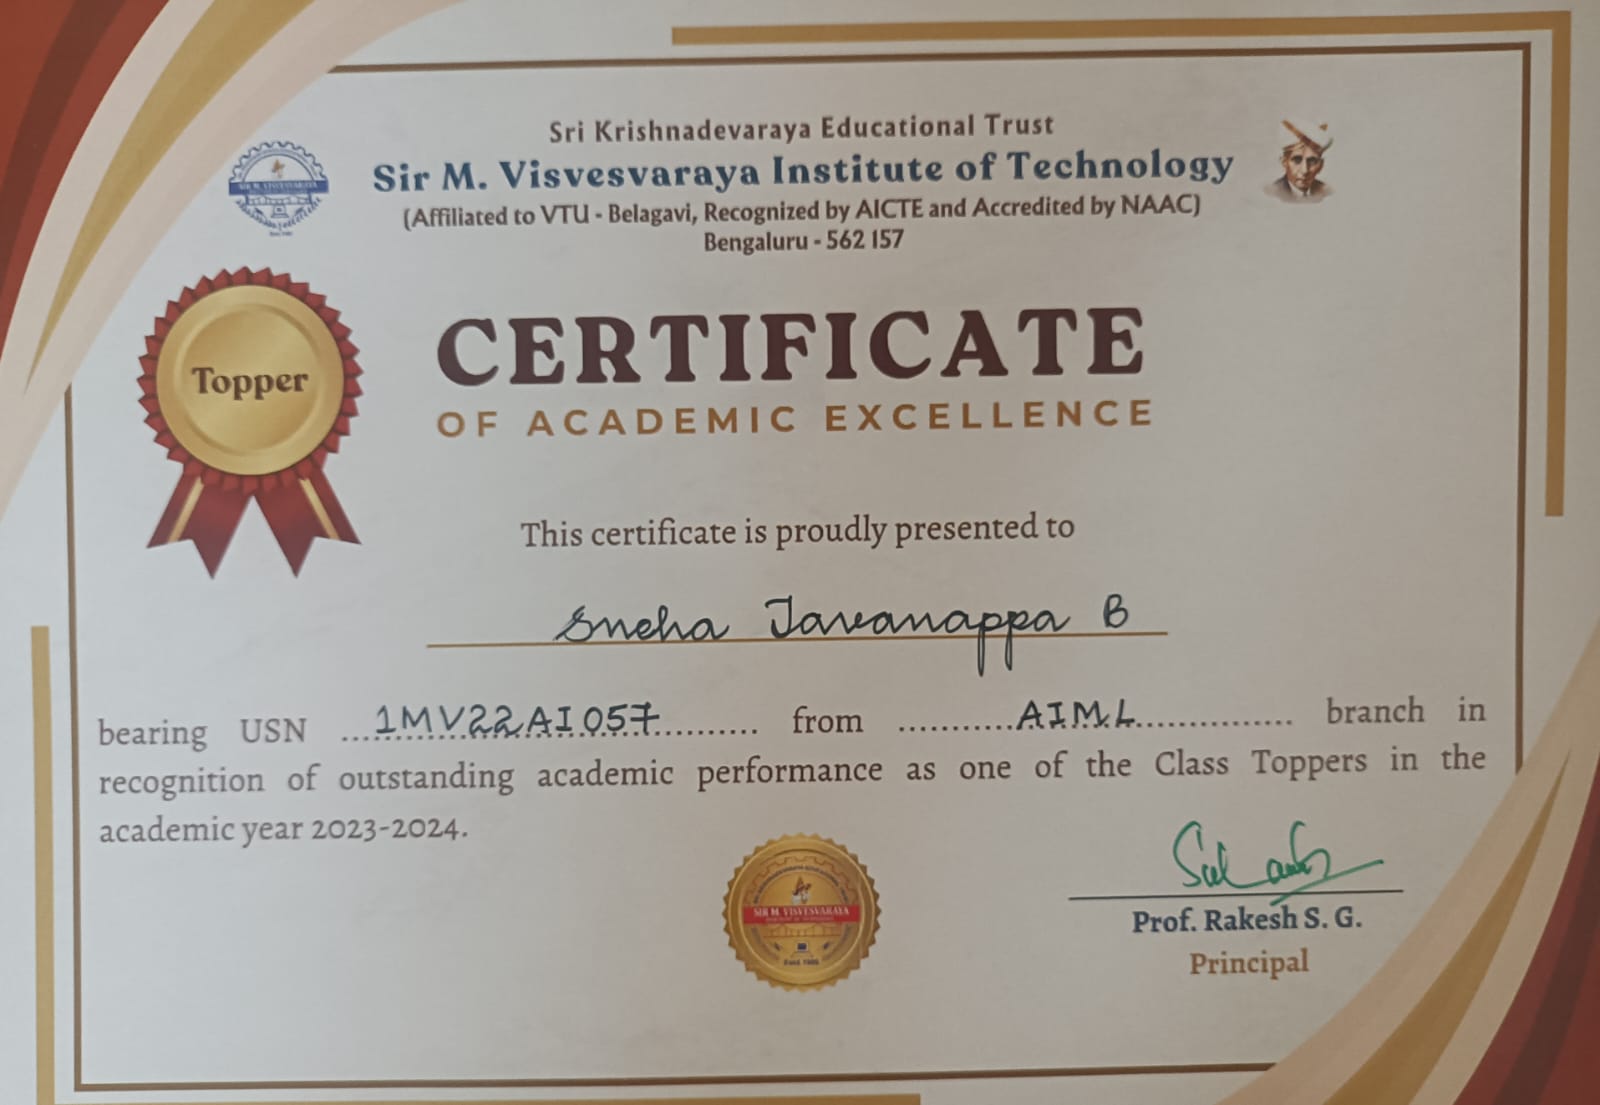 Sri Krishnadevaraya Educational Trust
Sir M. Visvesvaraya Institute of Technology
(Affiliated to VTU - Belagavi, Recognized by AICTE and Accredited by NAAC)
Bengaluru - 562 157
SIR M. VISVESVARAYA
Topper
CERTIFICATE
OF ACADEMIC EXCELLENCE
This certificate is proudly presented to
Sneha Javanappa B
bearing USN ...1MV22AI057.......... from ...........AIML............... branch in
recognition of outstanding academic performance as one of the Class Toppers in the
academic year 2023-2024.
SIR M. VISVESVARAYA
Prof. Rakesh S. G.
Principal